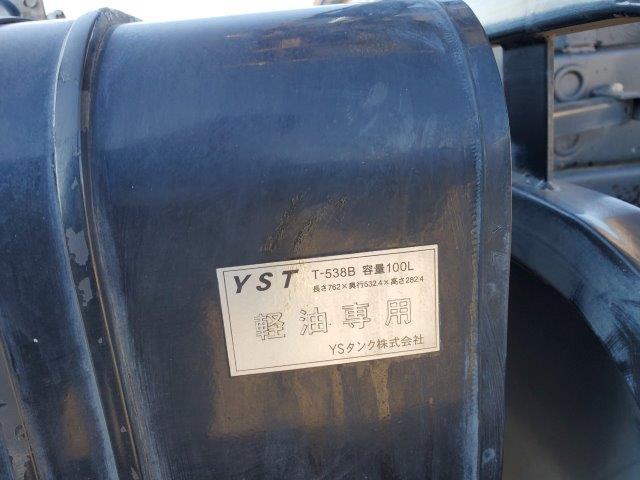 YST T-538B 容量100L
長さ762×奥行532.4×高さ282.4
軽油専用
YSタンク株式会社